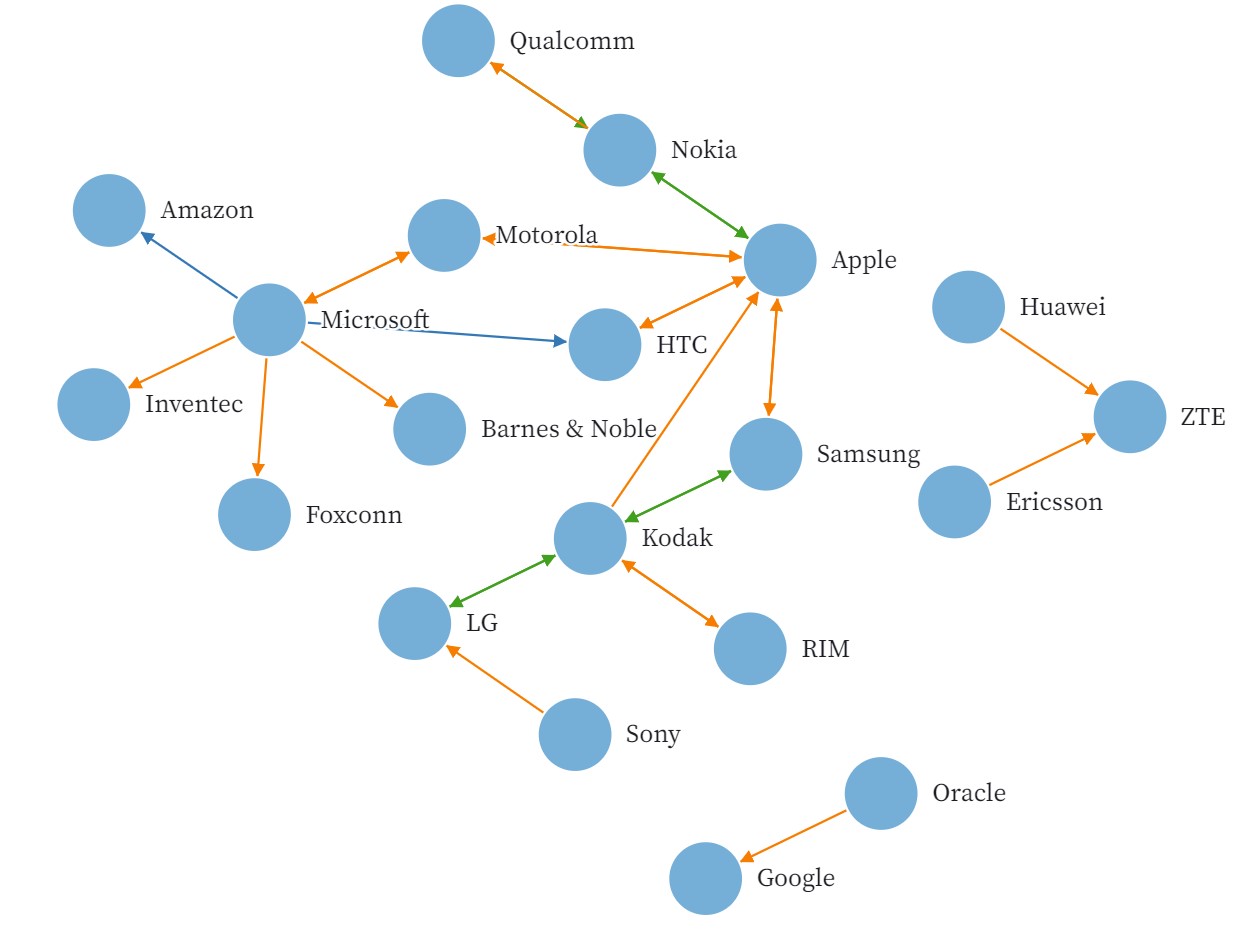 Qualcomm
Nokia
Amazon
Motorola
Apple
Huawei
Microsoft
HTC
Inventec
Barnes & Noble
ZTE
Samsung
Ericsson
Foxconn
Kodak
LG
RIM
Sony
Oracle
Google